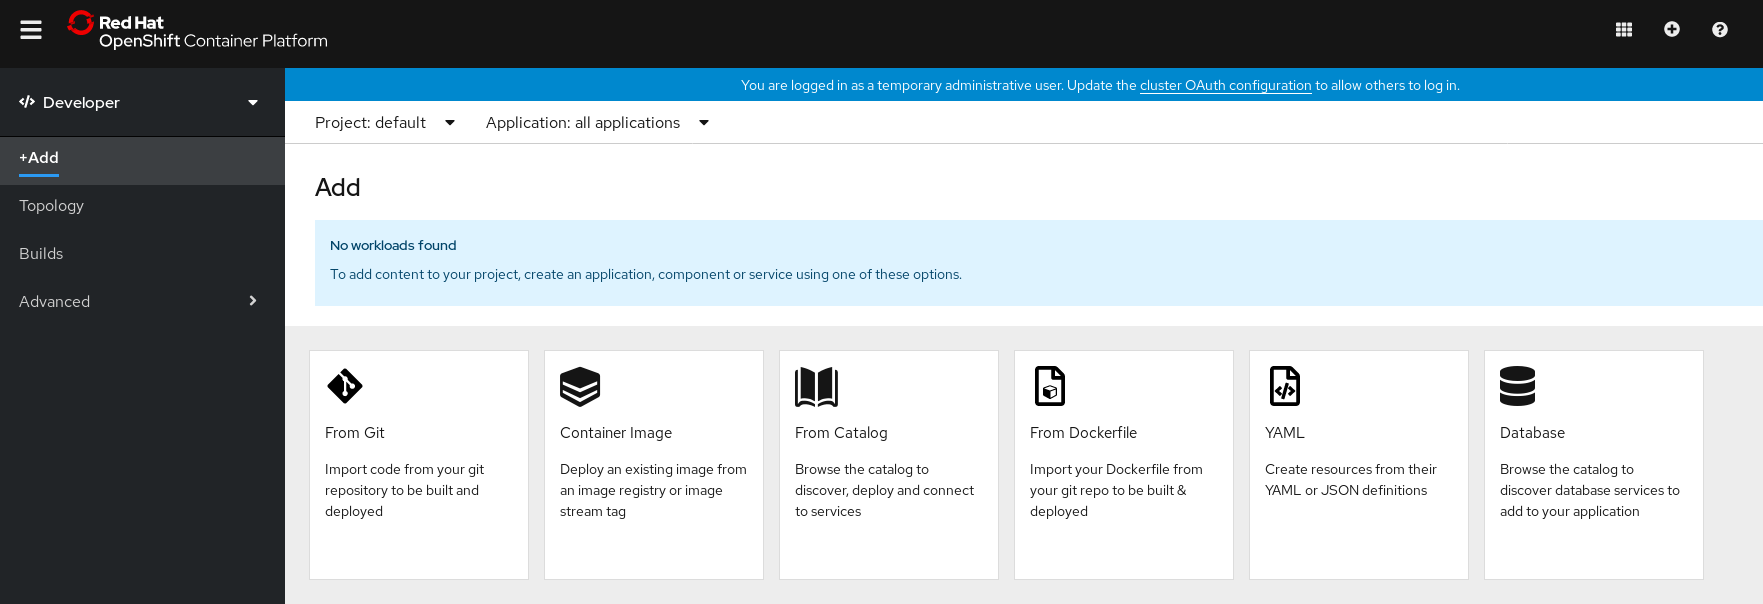 Red Hat
OpenShift Container Platform
Developer
You are logged in as a temporary administrative user. Update the cluster OAuth configuration to allow others to log in.
Project: default
Application: all applications
+Add
Topology
Builds
Advanced
Add
No workloads found
To add content to your project, create an application, component or service using one of these options.
From Git
Import code from your git
repository to be built and
deployed
Container Image
Deploy an existing image from
an image registry or image
stream tag
From Catalog
Browse the catalog to
discover, deploy and connect
to services
From Dockerfile
Import your Dockerfile from
your git repo to be built &
deployed
YAML
Create resources from their
YAML or JSON definitions
Database
Browse the catalog to
discover database services to
add to your application